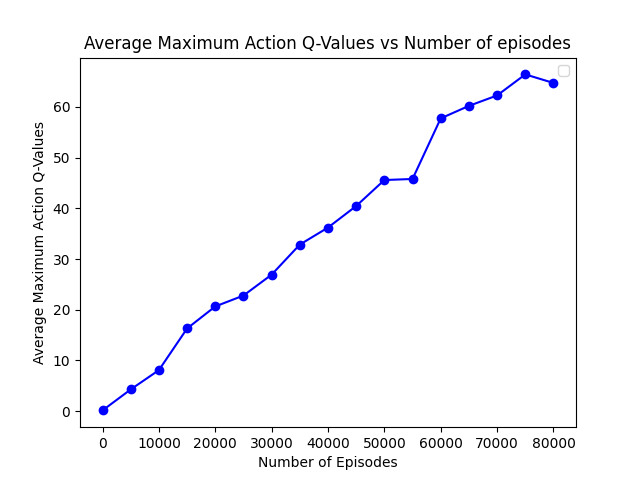 Average Maximum Action Q-Values vs Number of episodes
Average Maximum Action Q-Values
60
50
40
30
20
10
0
0 10000 20000 30000 40000 50000 60000 70000 80000
Number of Episodes